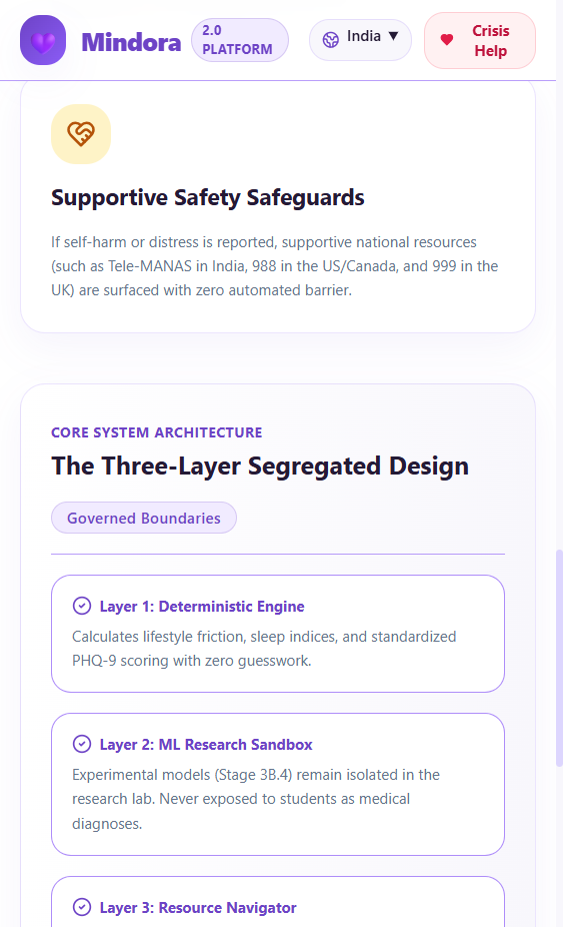 Mindora
2.0
PLATFORM
India ▼
Crisis
Help
Supportive Safety Safeguards
If self-harm or distress is reported, supportive national resources
(such as Tele-MANAS in India, 988 in the US/Canada, and 999 in the
UK) are surfaced with zero automated barrier.
CORE SYSTEM ARCHITECTURE
The Three-Layer Segregated Design
Governed Boundaries
Layer 1: Deterministic Engine
Calculates lifestyle friction, sleep indices, and standardized
PHQ-9 scoring with zero guesswork.
Layer 2: ML Research Sandbox
Experimental models (Stage 3B.4) remain isolated in the
research lab. Never exposed to students as medical
diagnoses.
Layer 3: Resource Navigator